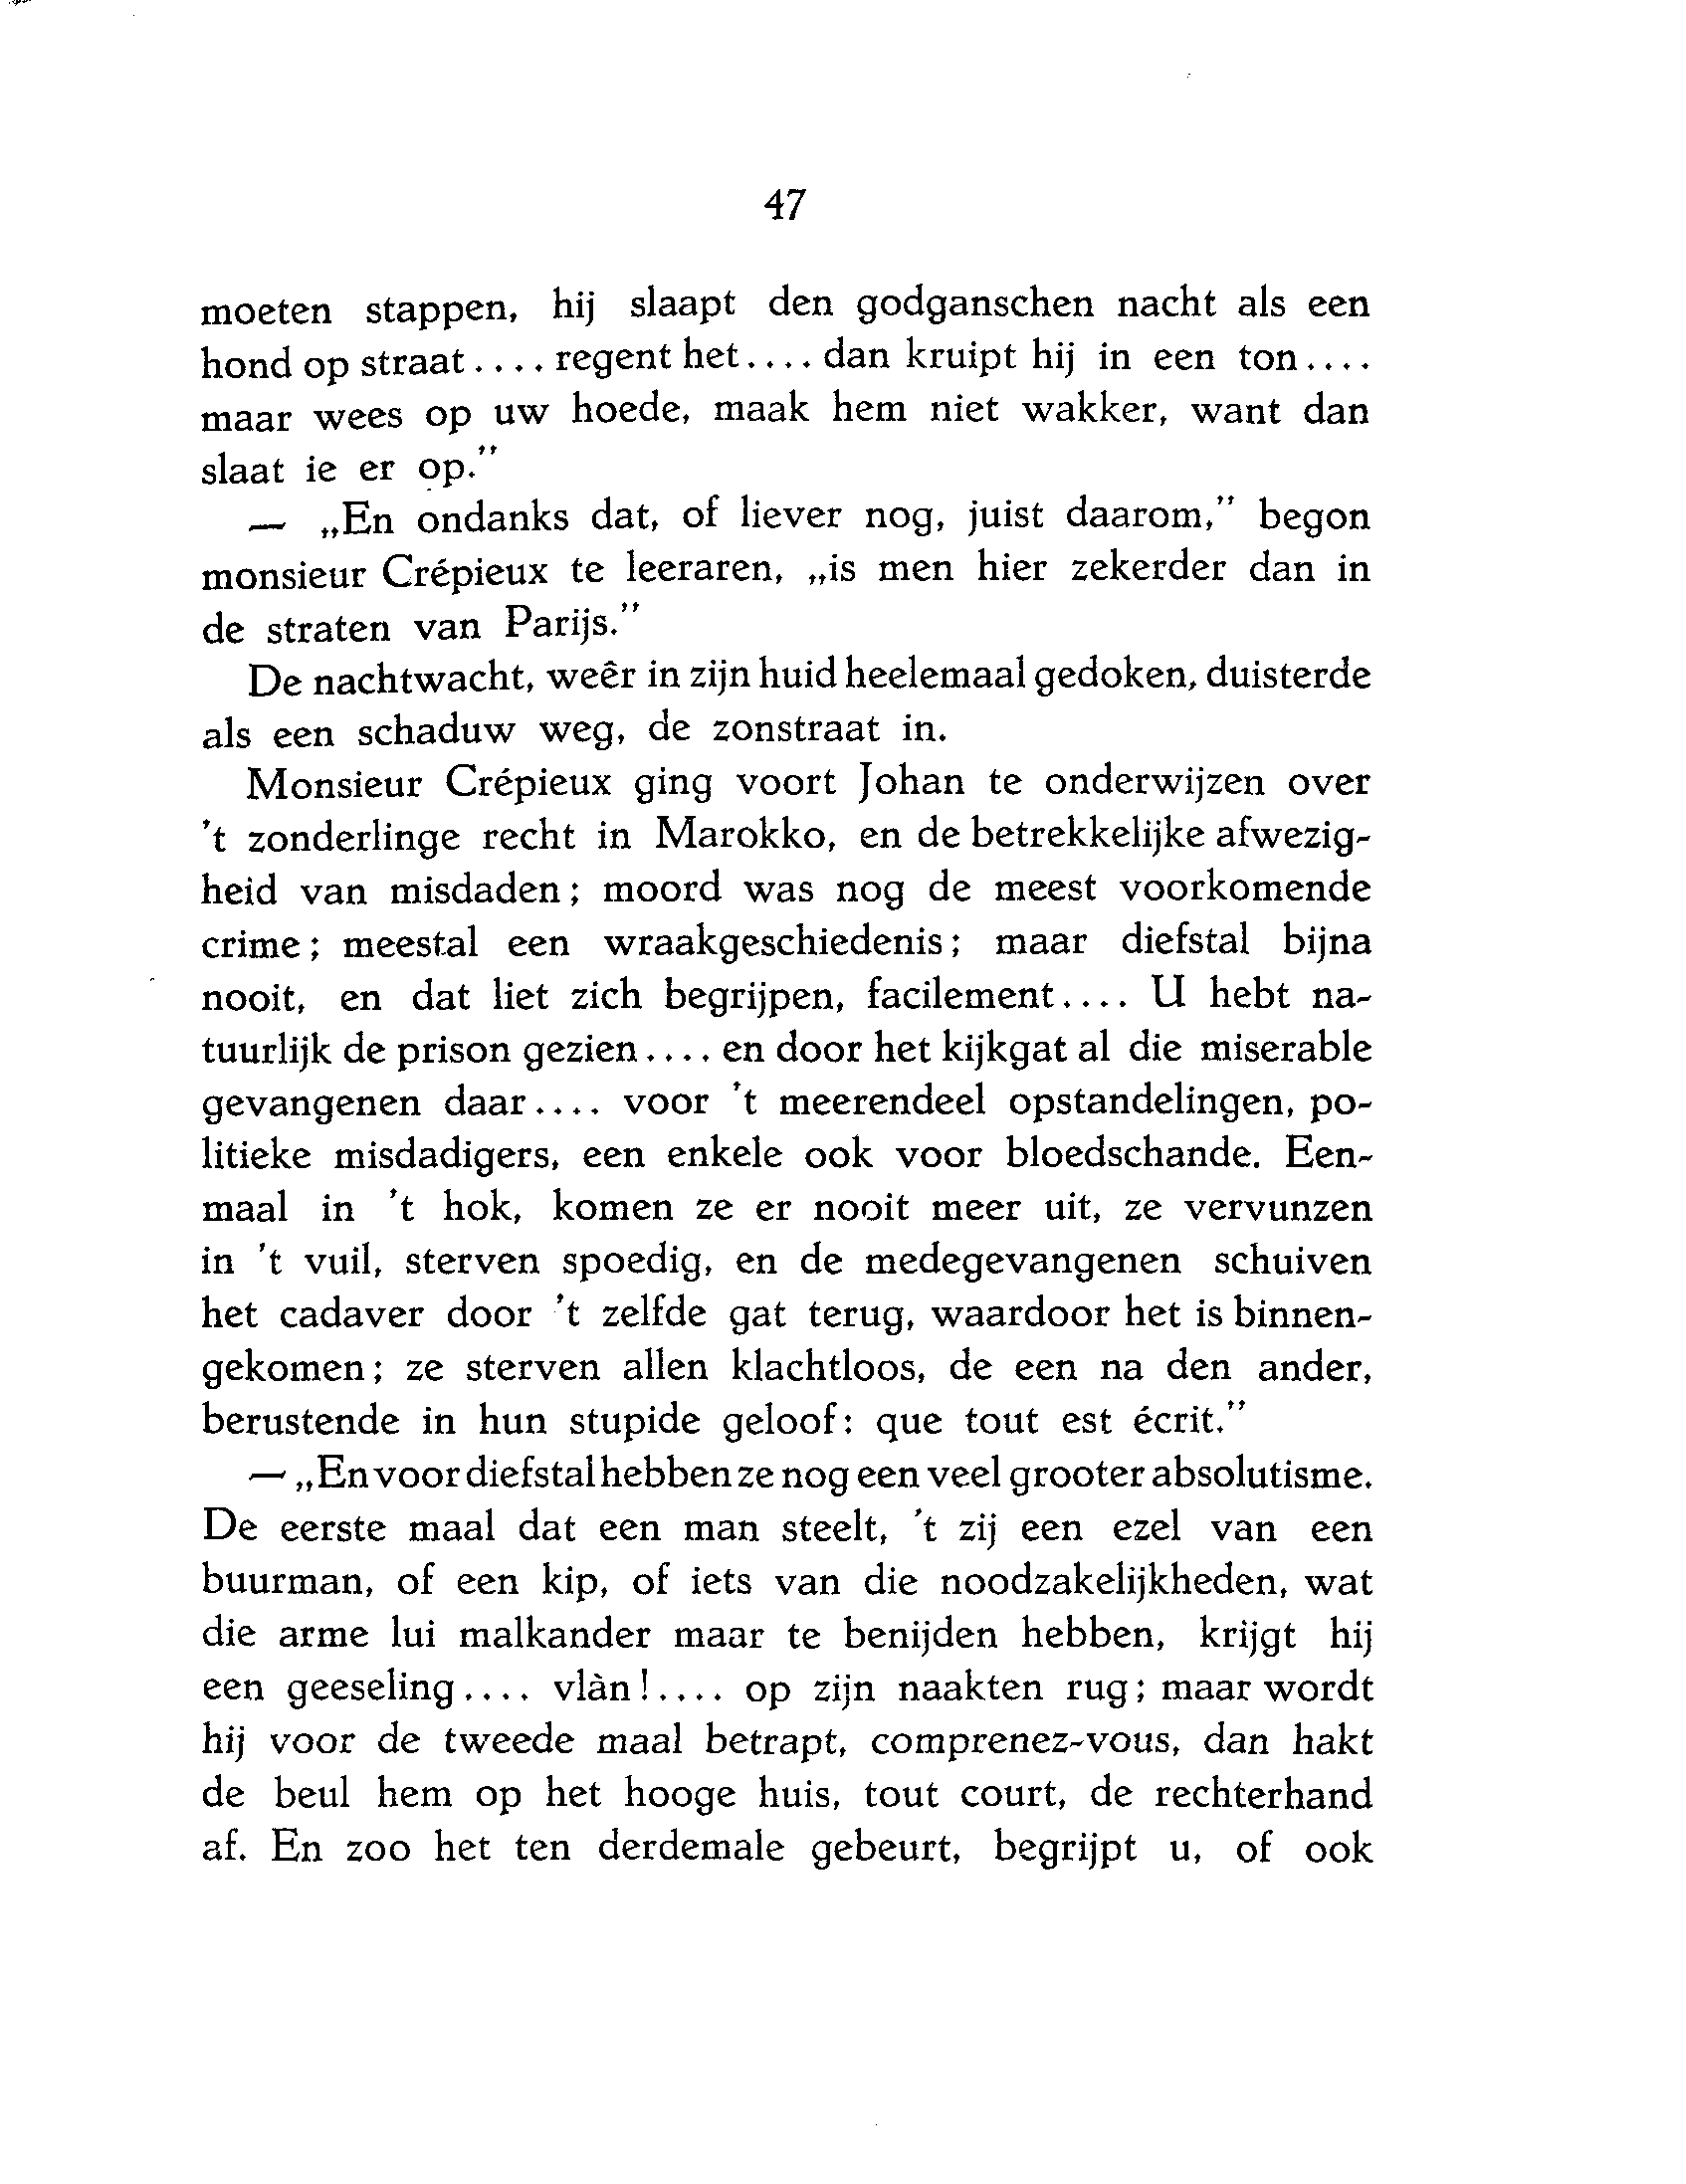 47
moeten stappen, hij slaapt den godganschen nacht als een
hond op straat.... regent het.... dan kruipt hij in een ton....
maar wees op uw hoede, maak hem niet wakker, want dan
slaat ie er op.”
— „En ondanks dat, of liever nog, juist daarom,” begon
monsieur Crépieux te leeraren, „is men hier zekerder dan in
de straten van Parijs.”
De nachtwacht, weêr in zijn huid heelemaal gedoken, duisterde
als een schaduw weg, de zonstraat in.
Monsieur Crépieux ging voort Johan te onderwijzen over
't zonderlinge recht in Marokko, en de betrekkelijke afwezig-
heid van misdaden; moord was nog de meest voorkomende
crime; meestal een wraakgeschiedenis; maar diefstal bijna
nooit, en dat liet zich begrijpen, facilement.... U hebt na-
tuurlijk de prison gezien.... en door het kijkgat al die miserable
gevangenen daar.... voor 't meerendeel opstandelingen, po-
litieke misdadigers, een enkele ook voor bloedschande. Een-
maal in 't hok, komen ze er nooit meer uit, ze vervunzen
in 't vuil, sterven spoedig, en de medegevangenen schuiven
het cadaver door 't zelfde gat terug, waardoor het is binnen-
gekomen; ze sterven allen klachtloos, de een na den ander,
berustende in hun stupide geloof: que tout est écrit.”
— „En voor diefstal hebben ze nog een veel grooter absolutisme.
De eerste maal dat een man steelt, 't zij een ezel van een
buurman, of een kip, of iets van die noodzakelijkheden, wat
die arme lui malkander maar te benijden hebben, krijgt hij
een geeseling.... vlàn!.... op zijn naakten rug; maar wordt
hij voor de tweede maal betrapt, comprenez-vous, dan hakt
de beul hem op het hooge huis, tout court, de rechterhand
af. En zoo het ten derdemale gebeurt, begrijpt u, of ook